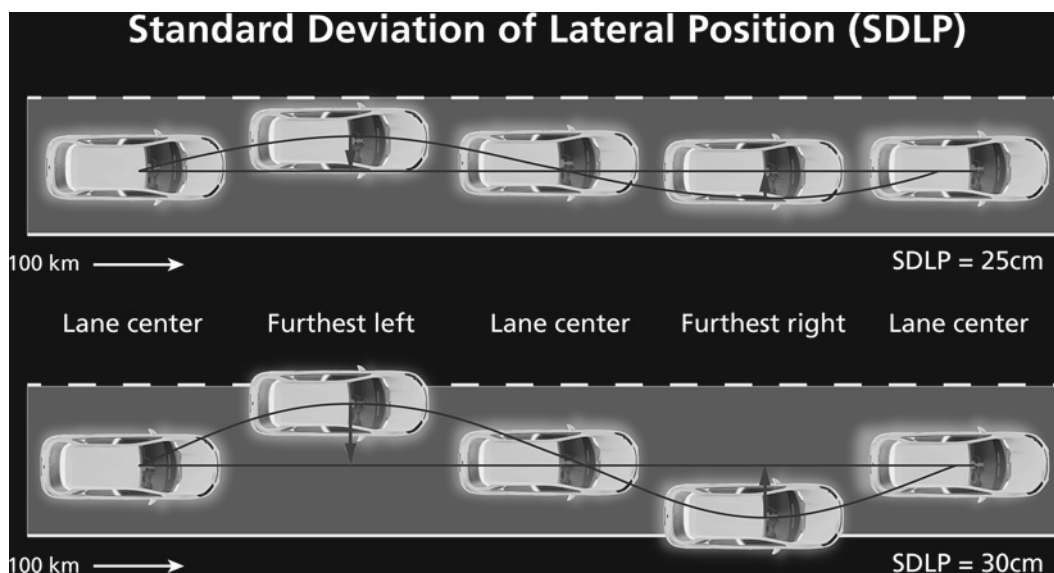 Standard Deviation of Lateral Position (SDLP)
100 km
SDLP = 25cm
Lane center
Furthest left
Lane center
Furthest right
Lane center
100 km
SDLP = 30cm